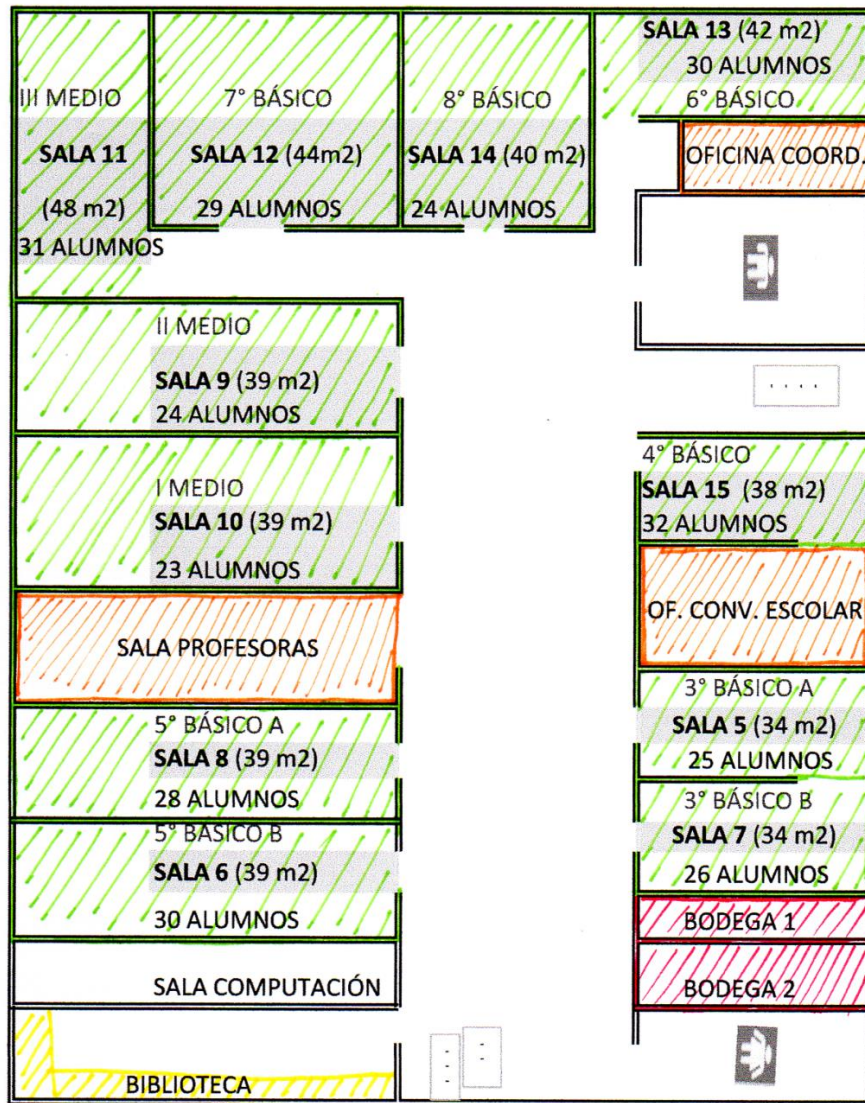 III MEDIO
SALA 11
(48 m2)
31 ALUMNOS
7° BÁSICO
SALA 12 (44m2)
29 ALUMNOS
8° BÁSICO
SALA 14 (40 m2)
24 ALUMNOS
SALA 13 (42 m2)
30 ALUMNOS
6° BÁSICO
OFICINA COORD.
II MEDIO
SALA 9 (39 m2)
24 ALUMNOS
I MEDIO
SALA 10 (39 m2)
23 ALUMNOS
4° BÁSICO
SALA 15 (38 m2)
32 ALUMNOS
SALA PROFESORAS
OF. CONV. ESCOLAR
5° BÁSICO A
SALA 8 (39 m2)
28 ALUMNOS
3° BÁSICO A
SALA 5 (34 m2)
25 ALUMNOS
5° BÁSICO B
SALA 6 (39 m2)
30 ALUMNOS
3° BÁSICO B
SALA 7 (34 m2)
26 ALUMNOS
BODEGA 1
SALA COMPUTACIÓN
BODEGA 2
BIBLIOTECA